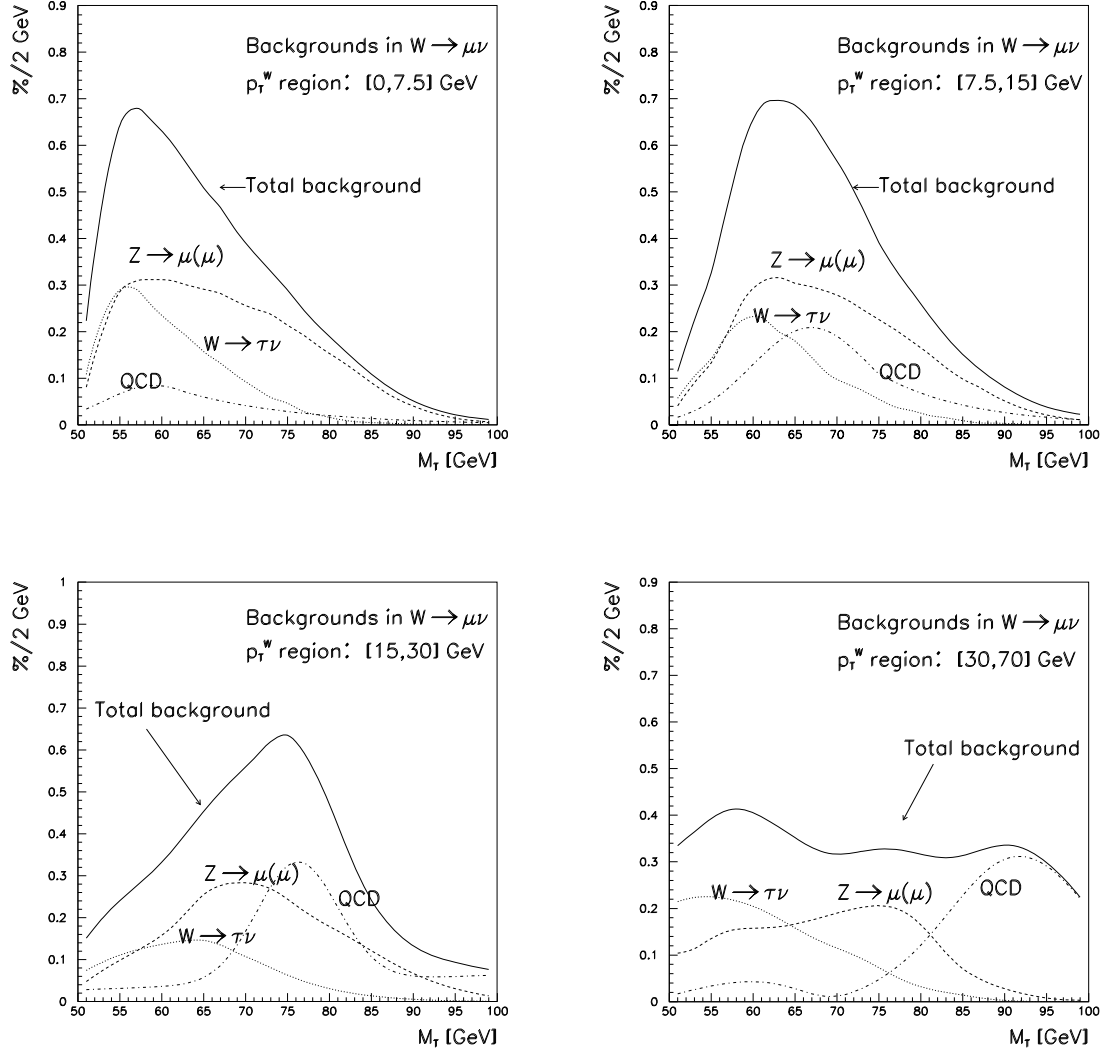 %/2 GeV
0.9
0.8
0.7
0.6
0.5
0.4
0.3
0.2
0.1
0
Backgrounds in W → μν
p_T^W region: [0,7.5] GeV
Total background
Z → μ(μ)
W → τν
QCD
50 55 60 65 70 75 80 85 90 95 100
M_T [GeV]
%/2 GeV
0.9
0.8
0.7
0.6
0.5
0.4
0.3
0.2
0.1
0
Backgrounds in W → μν
p_T^W region: [7.5,15] GeV
Total background
Z → μ(μ)
W → τν
QCD
50 55 60 65 70 75 80 85 90 95 100
M_T [GeV]
%/2 GeV
1
0.9
0.8
0.7
0.6
0.5
0.4
0.3
0.2
0.1
0
Backgrounds in W → μν
p_T^W region: [15,30] GeV
Total background
Z → μ(μ)
QCD
W → τν
50 55 60 65 70 75 80 85 90 95 100
M_T [GeV]
%/2 GeV
0.9
0.8
0.7
0.6
0.5
0.4
0.3
0.2
0.1
0
Backgrounds in W → μν
p_T^W region: [30,70] GeV
Total background
W → τν
Z → μ(μ)
QCD
50 55 60 65 70 75 80 85 90 95 100
M_T [GeV]